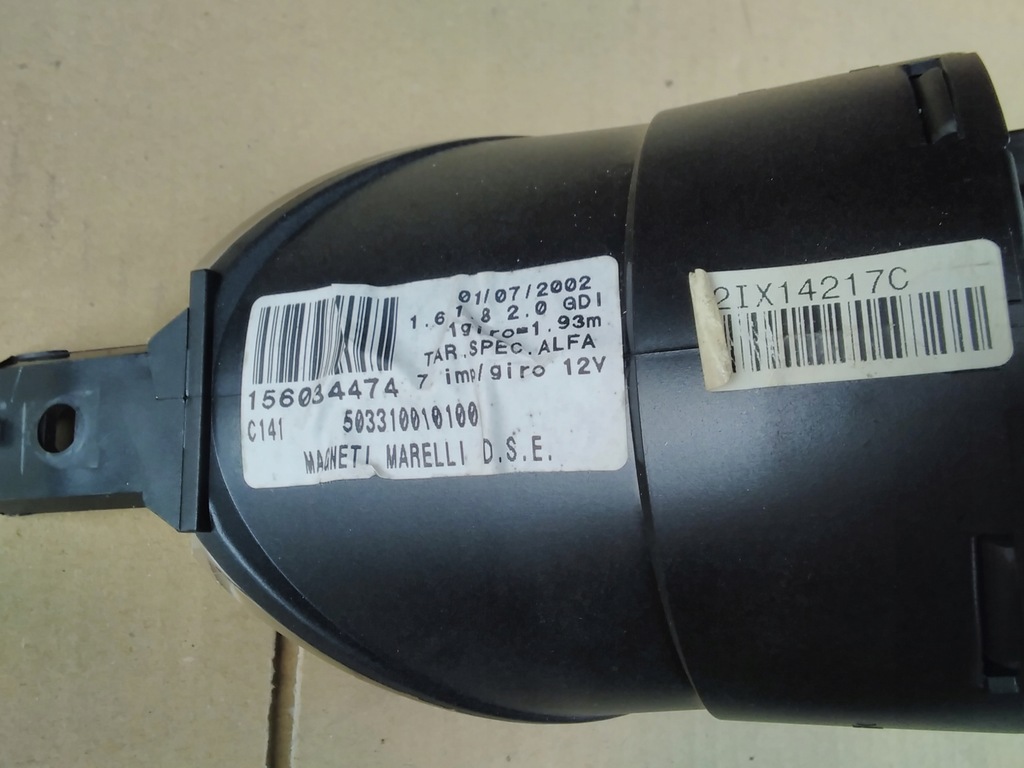 01/07/2002
1.6 1.8 2.0 GDI
1giro=1.93m
TAR.SPEC.ALFA
156034474 7 imp/giro 12V
C141 503310010100
MAGNETI MARELLI D.S.E.
2IX14217C